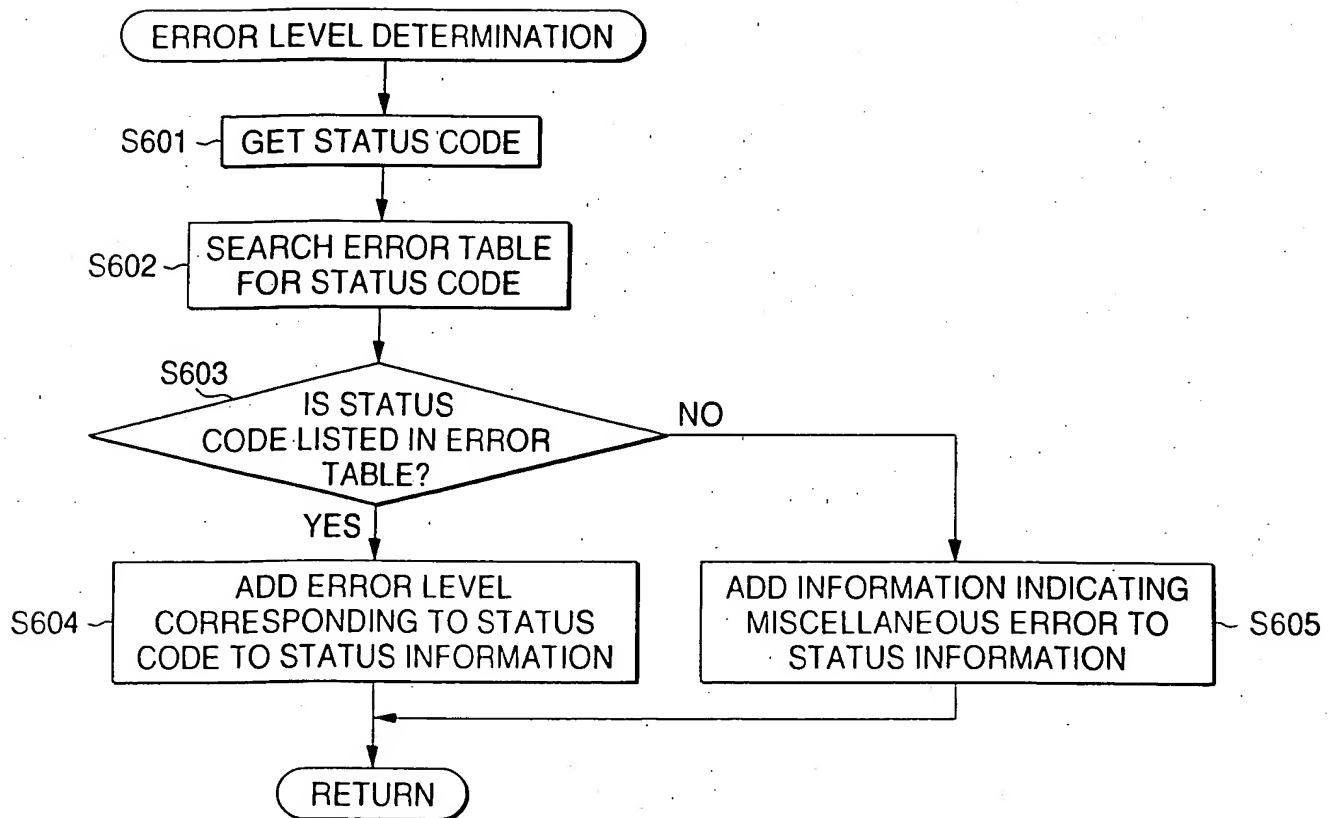 ERROR LEVEL DETERMINATION
S601
GET STATUS CODE
S602
SEARCH ERROR TABLE
FOR STATUS CODE
S603
IS STATUS
CODE LISTED IN ERROR
TABLE?
NO
YES
S604
ADD ERROR LEVEL
CORRESPONDING TO STATUS
CODE TO STATUS INFORMATION
ADD INFORMATION INDICATING
MISCELLANEOUS ERROR TO
STATUS INFORMATION
S605
RETURN